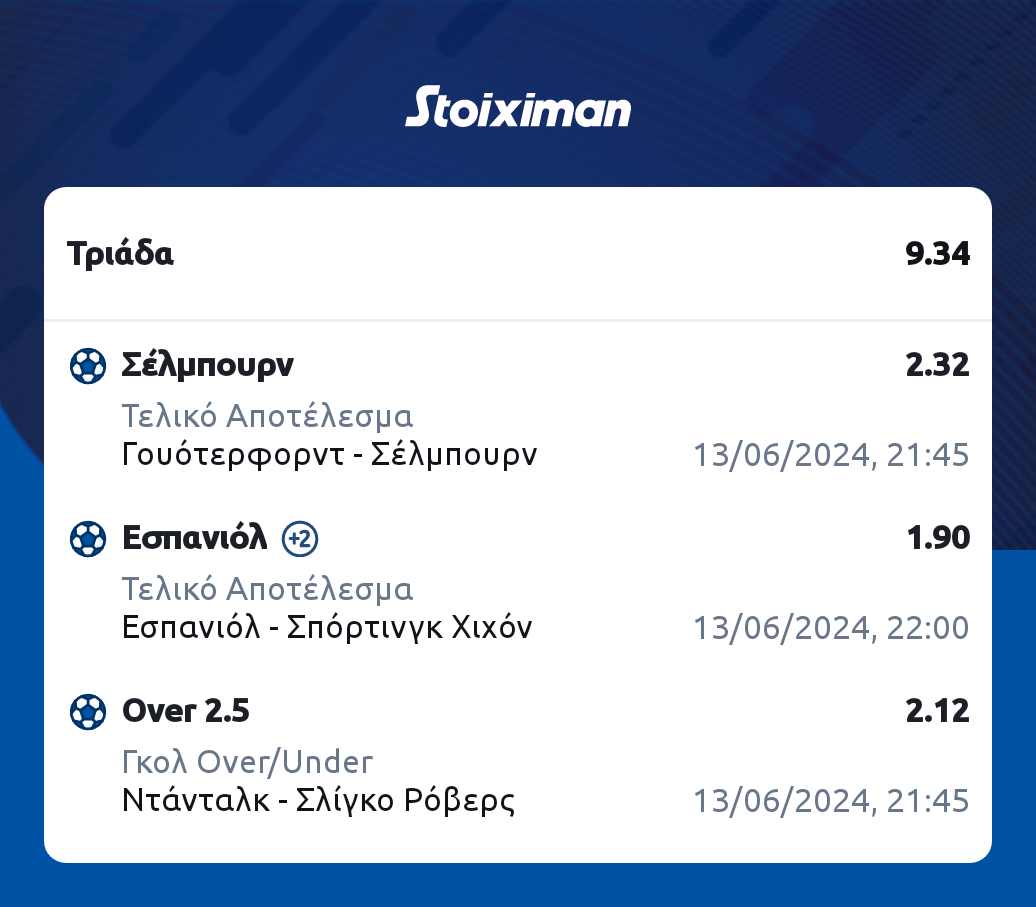 Stoiximan
Τριάδα 9.34
Σέλμπουρν 2.32
Τελικό Αποτέλεσμα
Γουότερφορντ - Σέλμπουρν 13/06/2024, 21:45
Εσπανιόλ +2 1.90
Τελικό Αποτέλεσμα
Εσπανιόλ - Σπόρτινγκ Χιχόν 13/06/2024, 22:00
Over 2.5 2.12
Γκολ Over/Under
Ντάνταλκ - Σλίγκο Ρόβερς 13/06/2024, 21:45